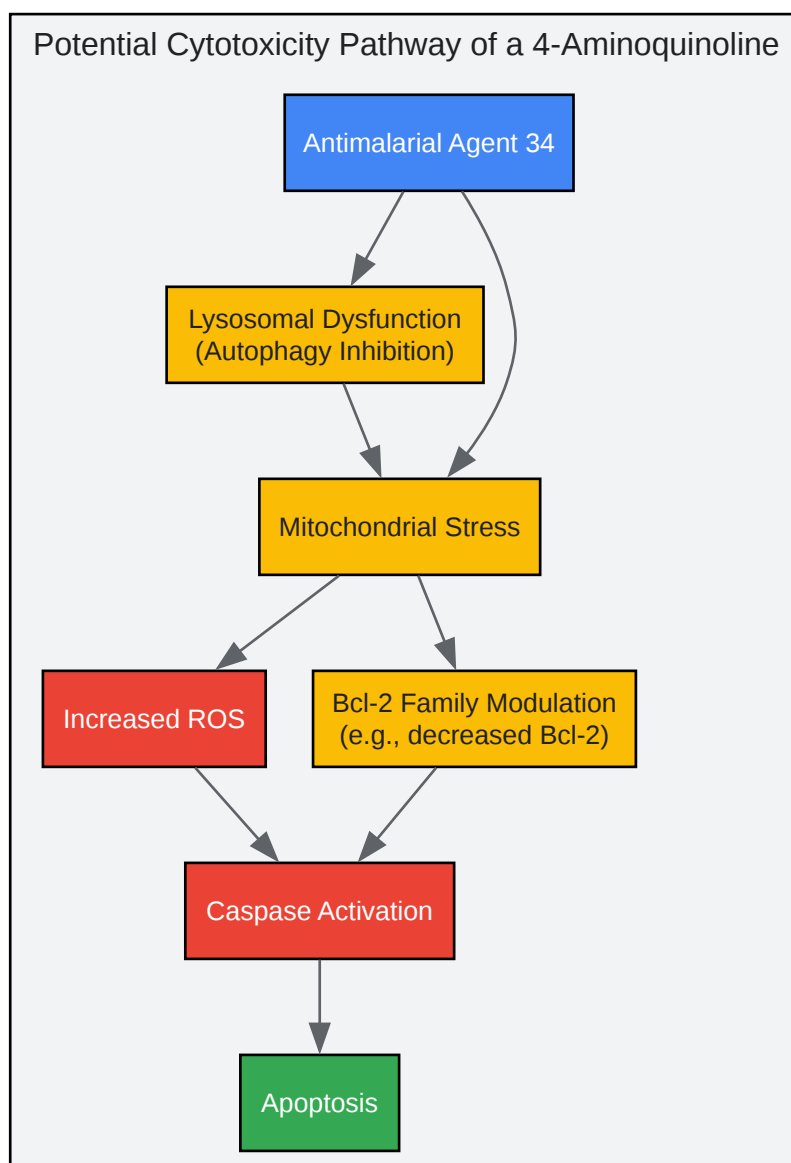 Potential Cytotoxicity Pathway of a 4-Aminoquinoline
Antimalarial Agent 34
Lysosomal Dysfunction
(Autophagy Inhibition)
Mitochondrial Stress
Increased ROS
Bcl-2 Family Modulation
(e.g., decreased Bcl-2)
Caspase Activation
Apoptosis